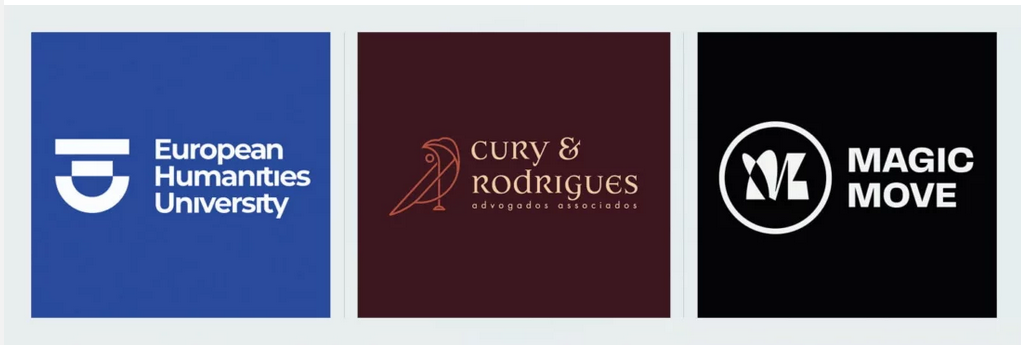 European
Humanities
University
CURY &
RODRIGUES
advogados associados
MAGIC
MOVE